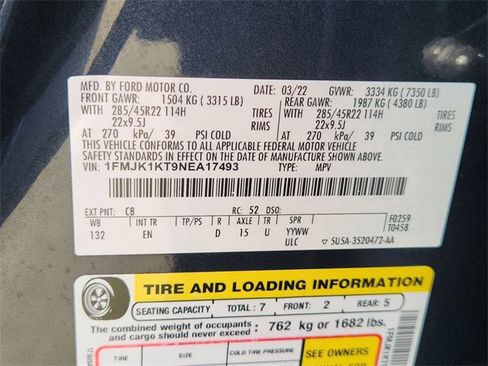 MFD. BY FORD MOTOR CO.
DATE: 03/22 GVWR: 3334 KG ( 7350 LB)
FRONT GAWR: 1504 KG ( 3315 LB) REAR GAWR: 1987 KG ( 4380 LB)
WITH 285/45R22 114H TIRES WITH 285/45R22 114H TIRES
22x9.5J RIMS 22x9.5J RIMS
AT 270 kPa/ 39 PSI COLD AT 270 kPa/ 39 PSI COLD
THIS VEHICLE CONFORMS TO ALL APPLICABLE FEDERAL MOTOR VEHICLE
SAFETY STANDARDS IN EFFECT ON THE DATE OF MANUFACTURE SHOWN ABOVE.
VIN: 1FMJK1KT9NEA17493 TYPE: MPV
EXT PNT: C8 RC: 52 DSO: F0259
WB INT TR TP/PS R AXLE TR SPR T0458
132 EN D 15 U YYWW
ULC ▽ 5USA-3520472-AA
TIRE AND LOADING INFORMATION
SEATING CAPACITY TOTAL : 7 FRONT: 2 REAR: 5
The combined weight of occupants and cargo should never exceed : 762 kg or 1682 lbs.
TIRE SIZE COLD TIRE PRESSURE SEE OWNERS
MANUAL FOR